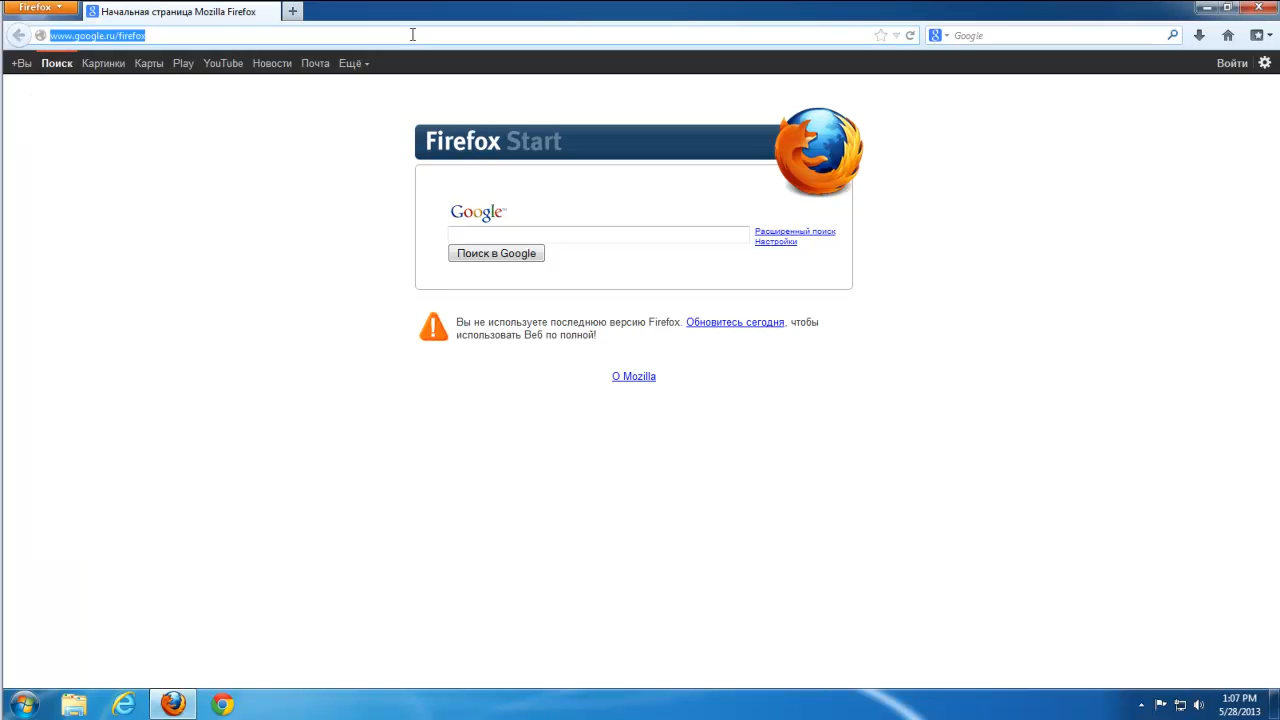 Firefox
Начальная страница Mozilla Firefox
www.google.ru/firefox
Google
+Вы Поиск Картинки Карты Play YouTube Новости Почта Ещё
Войти
Firefox Start
Google™
Расширенный поиск
Настройки
Поиск в Google
Вы не используете последнюю версию Firefox. Обновитесь сегодня, чтобы
использовать Веб по полной!
О Mozilla
1:07 PM
5/28/2013